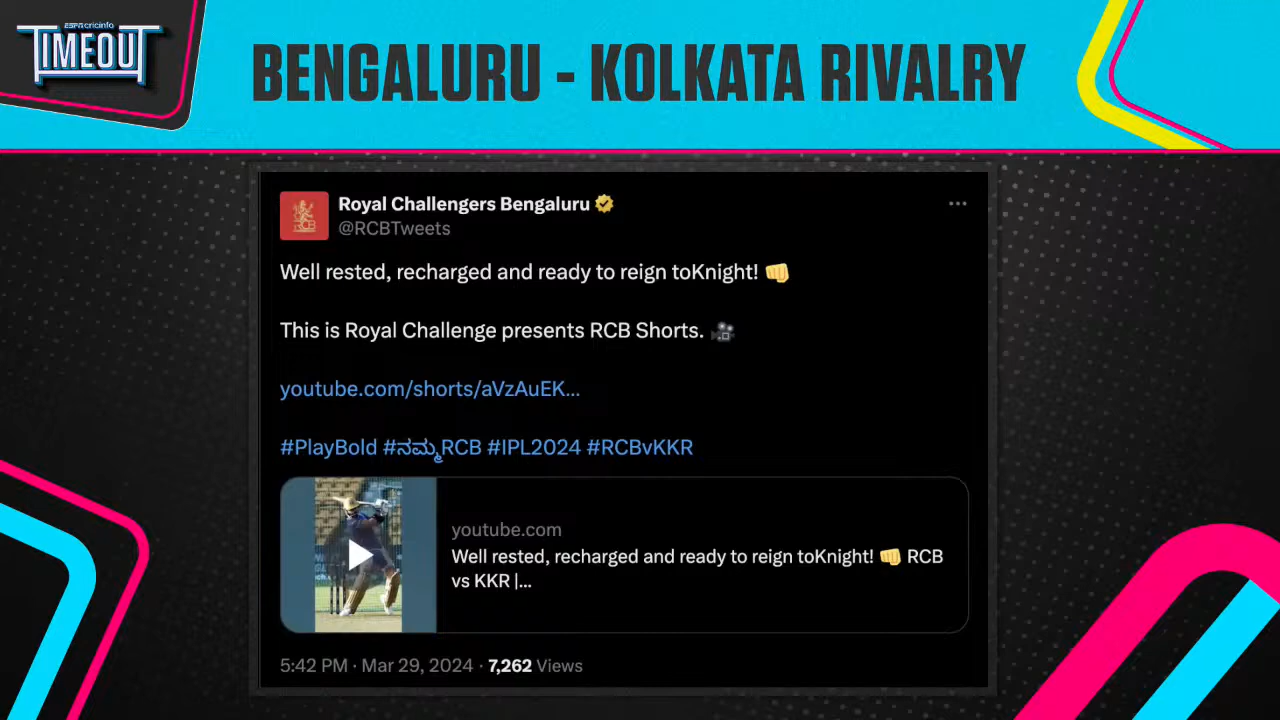 ESPNcricinfo
TIMEOUT
BENGALURU - KOLKATA RIVALRY
Royal Challengers Bengaluru
@RCBTweets
Well rested, recharged and ready to reign toKnight! 👊
This is Royal Challenge presents RCB Shorts. 🎥
youtube.com/shorts/aVzAuEK...
#PlayBold #ನಮ್ಮRCB #IPL2024 #RCBvKKR
youtube.com
Well rested, recharged and ready to reign toKnight! 👊 RCB
vs KKR |...
5:42 PM · Mar 29, 2024 · 7,262 Views